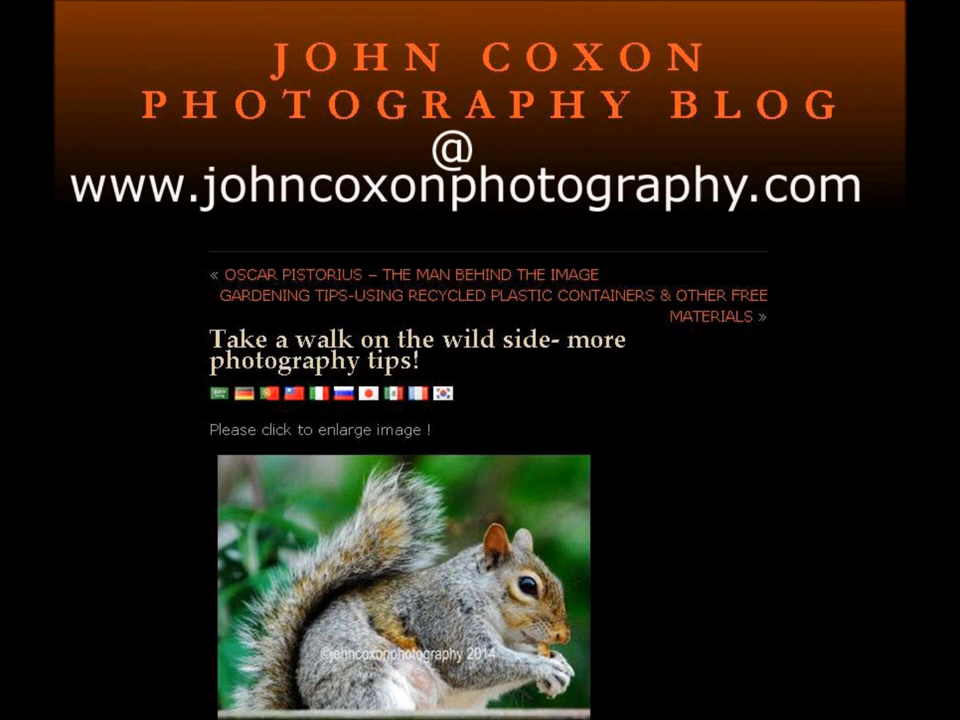 JOHN COXON
PHOTOGRAPHY BLOG
@
www.johncoxonphotography.com
« OSCAR PISTORIUS – THE MAN BEHIND THE IMAGE
GARDENING TIPS-USING RECYCLED PLASTIC CONTAINERS & OTHER FREE
MATERIALS »
Take a walk on the wild side- more
photography tips!
Please click to enlarge image !
©johncoxonphotography 2014